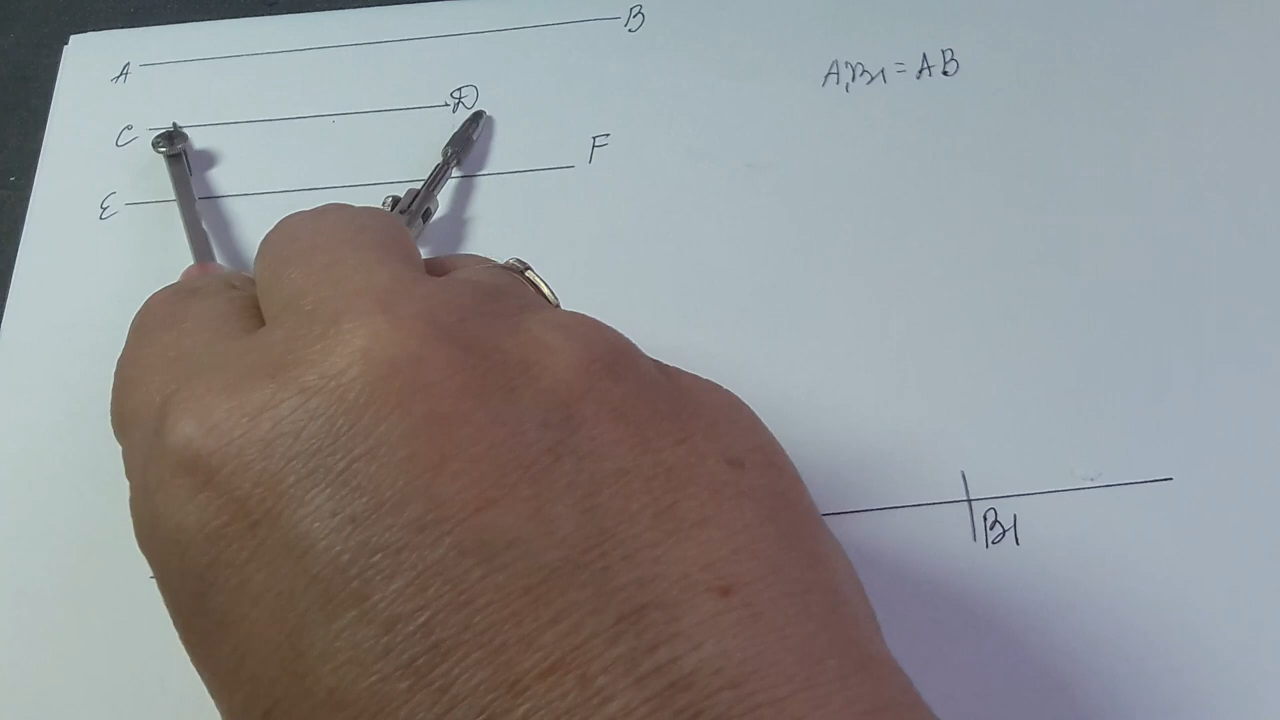 A B
A₁B1 = AB
C D
E F
B1